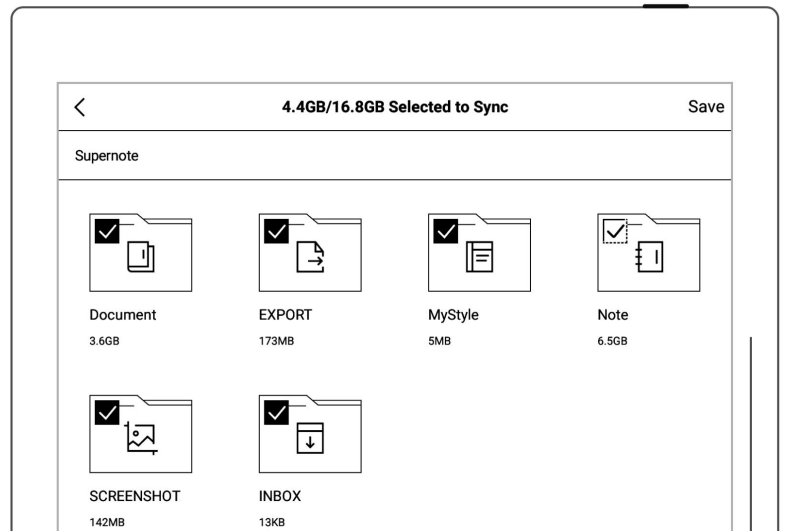 4.4GB/16.8GB Selected to Sync
Save
Supernote
Document
EXPORT
MyStyle
Note
3.6GB
173MB
5MB
6.5GB
SCREENSHOT
INBOX
142MB
13KB